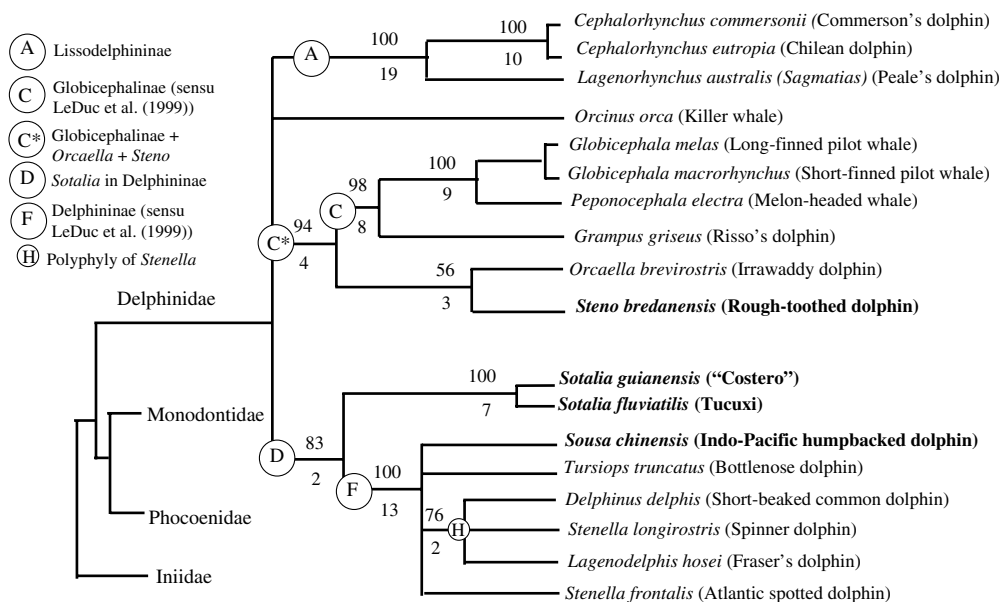 A Lissodelphininae
C Globicephalinae (sensu
LeDuc et al. (1999))
C* Globicephalinae +
Orcaella + Steno
D Sotalia in Delphininae
F Delphininae (sensu
LeDuc et al. (1999))
H Polyphyly of Stenella
Delphinidae
Monodontidae
Phocoenidae
Iniidae
A
100
19
100
10
Cephalorhynchus commersonii (Commerson's dolphin)
Cephalorhynchus eutropia (Chilean dolphin)
Lagenorhynchus australis (Sagmatias) (Peale's dolphin)
Orcinus orca (Killer whale)
C*
94
4
C
98
8
100
9
Globicephala melas (Long-finned pilot whale)
Globicephala macrorhynchus (Short-finned pilot whale)
Peponocephala electra (Melon-headed whale)
Grampus griseus (Risso's dolphin)
56
3
Orcaella brevirostris (Irrawaddy dolphin)
Steno bredanensis (Rough-toothed dolphin)
D
83
2
100
7
Sotalia guianensis (“Costero”)
Sotalia fluviatilis (Tucuxi)
F
100
13
Sousa chinensis (Indo-Pacific humpbacked dolphin)
Tursiops truncatus (Bottlenose dolphin)
76
2
H
Delphinus delphis (Short-beaked common dolphin)
Stenella longirostris (Spinner dolphin)
Lagenodelphis hosei (Fraser's dolphin)
Stenella frontalis (Atlantic spotted dolphin)